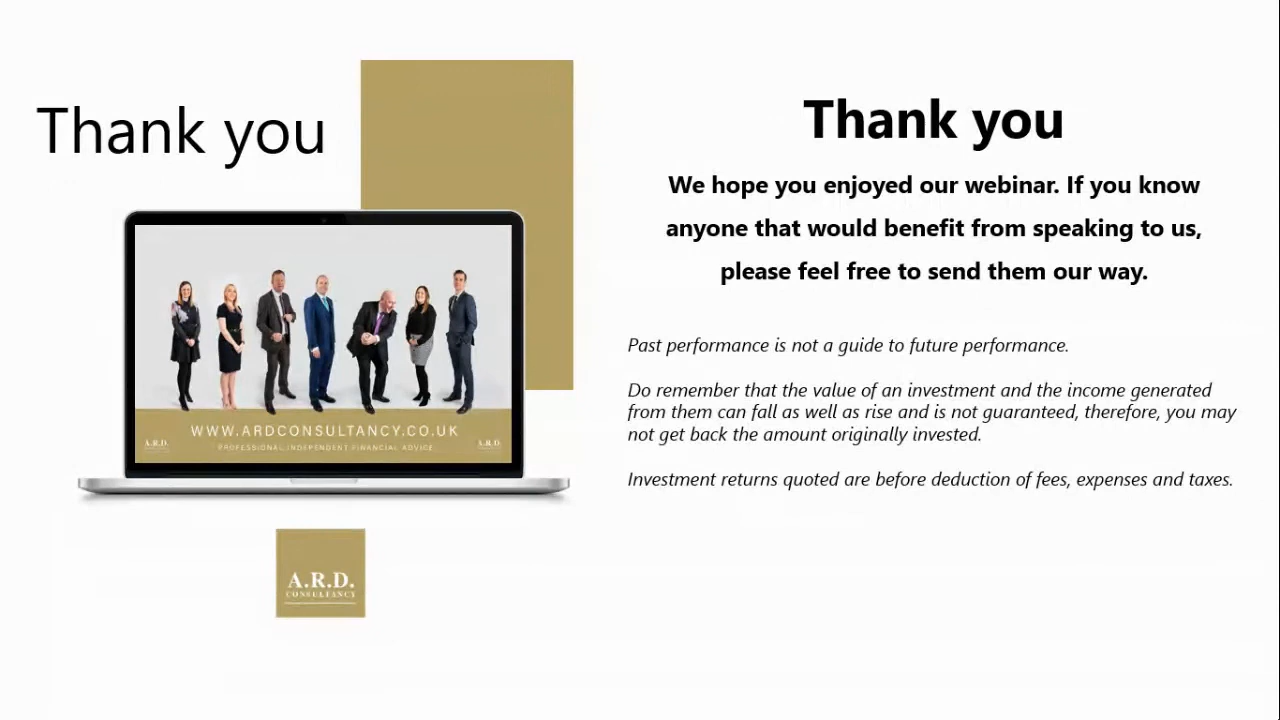 Thank you
WWW.ARDCONSULTANCY.CO.UK
PROFESSIONAL INDEPENDENT FINANCIAL ADVICE
A.R.D.
A.R.D.
A.R.D.
CONSULTANCY
Thank you
We hope you enjoyed our webinar. If you know
anyone that would benefit from speaking to us,
please feel free to send them our way.
Past performance is not a guide to future performance.
Do remember that the value of an investment and the income generated
from them can fall as well as rise and is not guaranteed, therefore, you may
not get back the amount originally invested.
Investment returns quoted are before deduction of fees, expenses and taxes.